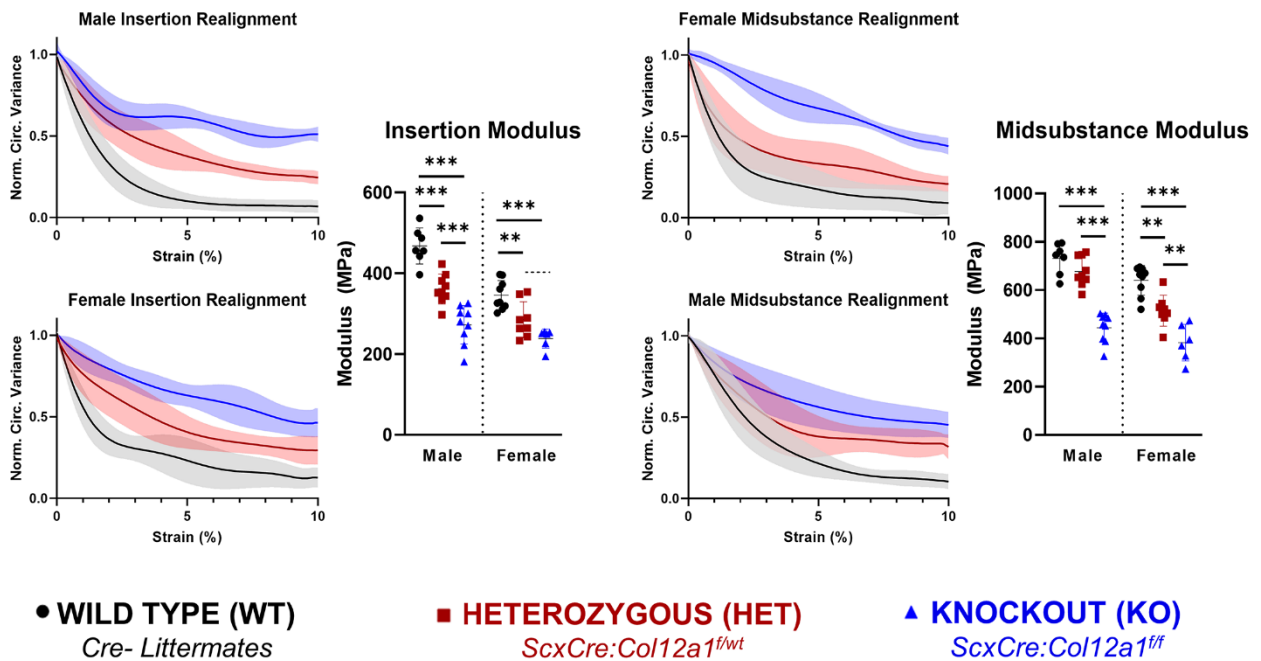 Male Insertion Realignment
Norm. Circ. Variance
1.0
0.5
0.0
0
5
10
Strain (%)
Female Insertion Realignment
Norm. Circ. Variance
1.0
0.5
0.0
0
5
10
Strain (%)
Insertion Modulus
Modulus (MPa)
600
400
200
0
***
***
***
***
**
Male
Female
Female Midsubstance Realignment
Norm. Circ. Variance
1.0
0.5
0.0
0
5
10
Strain (%)
Male Midsubstance Realignment
Norm. Circ. Variance
1.0
0.5
0.0
0
5
10
Strain (%)
Midsubstance Modulus
Modulus (MPa)
1000
800
600
400
200
0
***
***
***
**
**
Male
Female
WILD TYPE (WT)
Cre- Littermates
HETEROZYGOUS (HET)
ScxCre:Col12a1f/wt
KNOCKOUT (KO)
ScxCre:Col12a1f/f